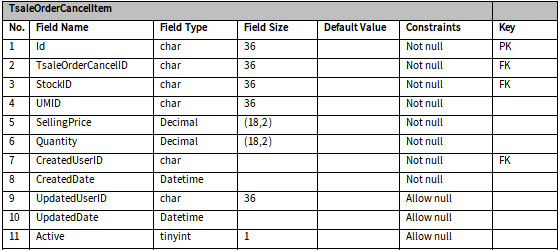 TsaleOrderCancelItem
No. Field Name Field Type Field Size Default Value Constraints Key
1 Id char 36 Not null PK
2 TsaleOrderCancelID char 36 Not null FK
3 StockID char 36 Not null FK
4 UMID char 36 Not null
5 SellingPrice Decimal (18,2) Not null
6 Quantity Decimal (18,2) Not null
7 CreatedUserID char Not null FK
8 CreatedDate Datetime Not null
9 UpdatedUserID char 36 Allow null
10 UpdatedDate Datetime Allow null
11 Active tinyint 1 Allow null